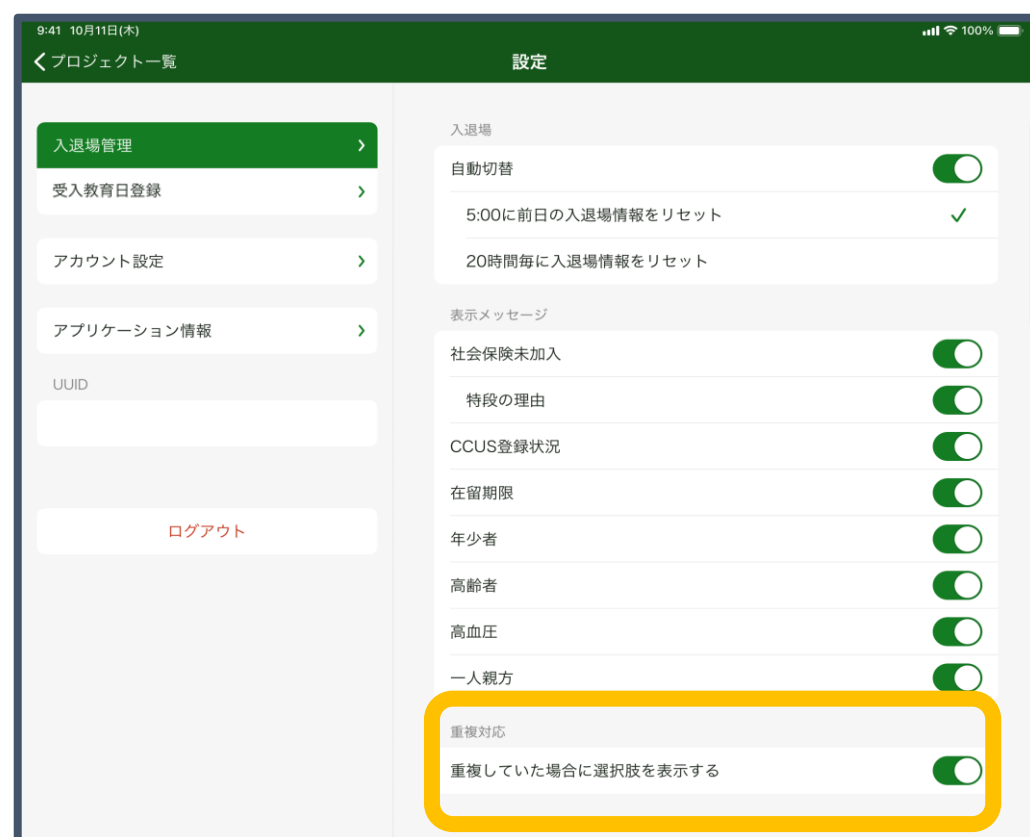 9:41 10月11日(木)
100%
プロジェクト一覧
設定
入退場管理
受入教育日登録
アカウント設定
アプリケーション情報
UUID
ログアウト
入退場
自動切替
5:00に前日の入退場情報をリセット
20時間毎に入退場情報をリセット
表示メッセージ
社会保険未加入
特段の理由
CCUS登録状況
在留期限
年少者
高齢者
高血圧
一人親方
重複対応
重複していた場合に選択肢を表示する